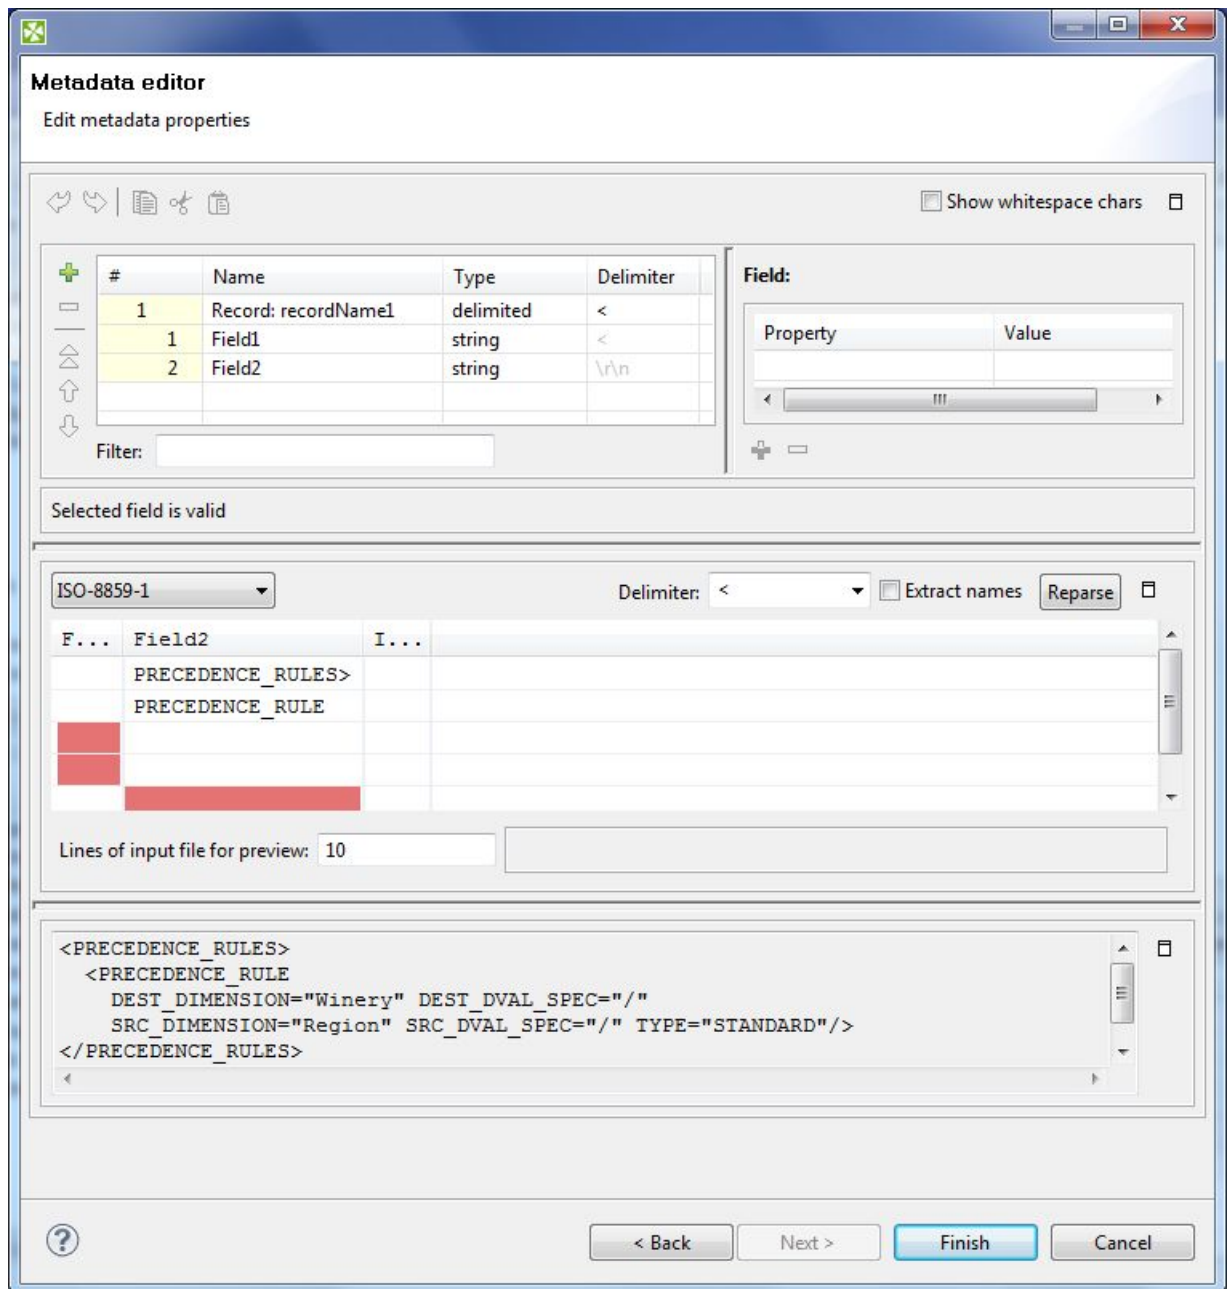 Metadata editor
Edit metadata properties
Show whitespace chars
# Name Type Delimiter
1 Record: recordName1 delimited <
1 Field1 string <
2 Field2 string \r\n
Filter:
Field:
Property Value
Selected field is valid
ISO-8859-1 Delimiter: < Extract names Reparse
F... Field2 I...
PRECEDENCE_RULES>
PRECEDENCE_RULE
Lines of input file for preview: 10
<PRECEDENCE_RULES>
<PRECEDENCE_RULE
DEST_DIMENSION="Winery" DEST_DVAL_SPEC="/"
SRC_DIMENSION="Region" SRC_DVAL_SPEC="/" TYPE="STANDARD"/>
</PRECEDENCE_RULES>
? < Back Next > Finish Cancel